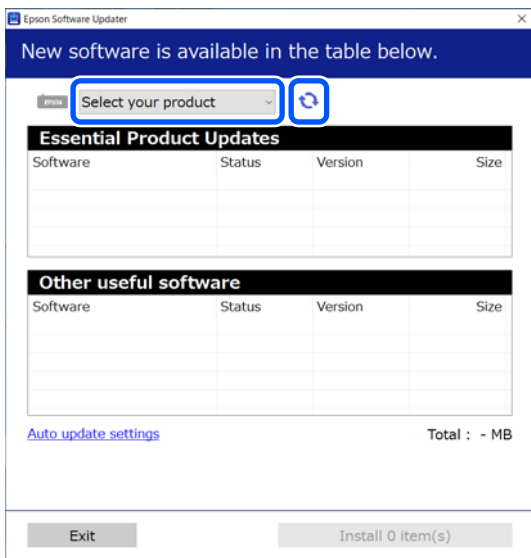 Epson Software Updater
New software is available in the table below.
EPSON Select your product
Essential Product Updates
Software Status Version Size
Other useful software
Software Status Version Size
Auto update settings Total : - MB
Exit Install 0 item(s)